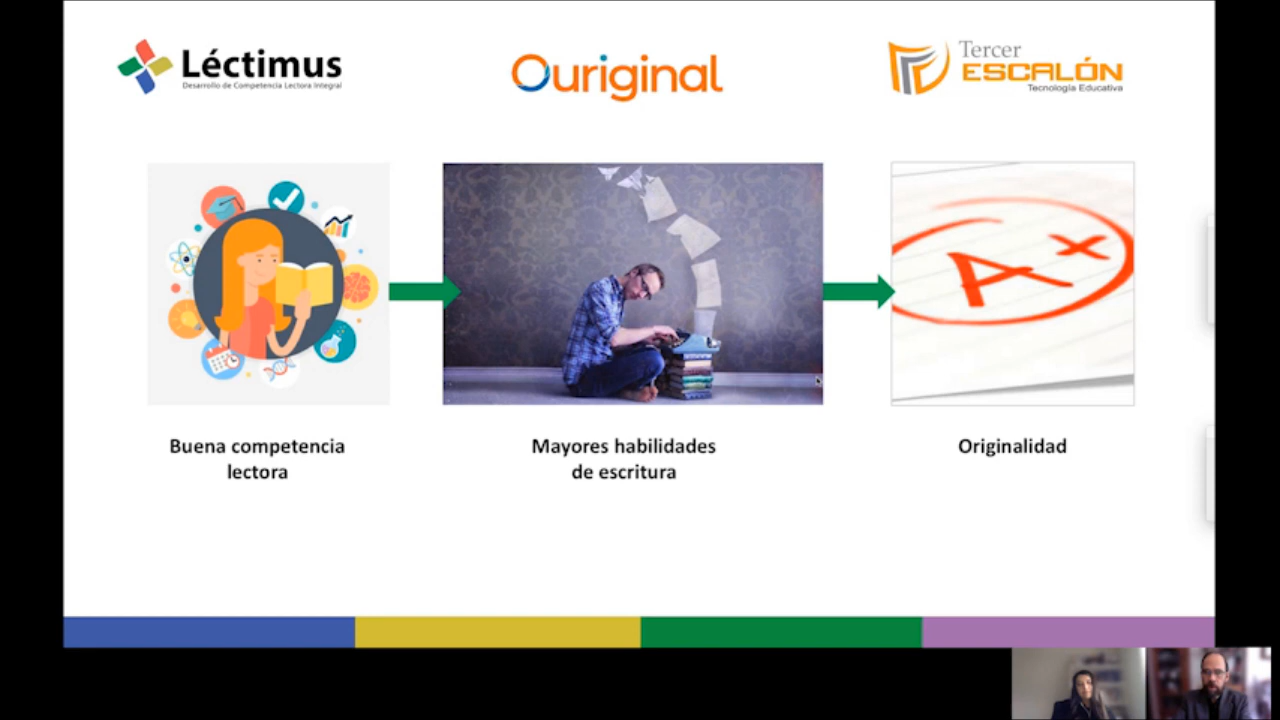 Léctimus
Desarrollo de Competencia Lectora Integral
Ouriginal
Tercer
ESCALÓN
Tecnología Educativa
A+
Buena competencia
lectora
Mayores habilidades
de escritura
Originalidad